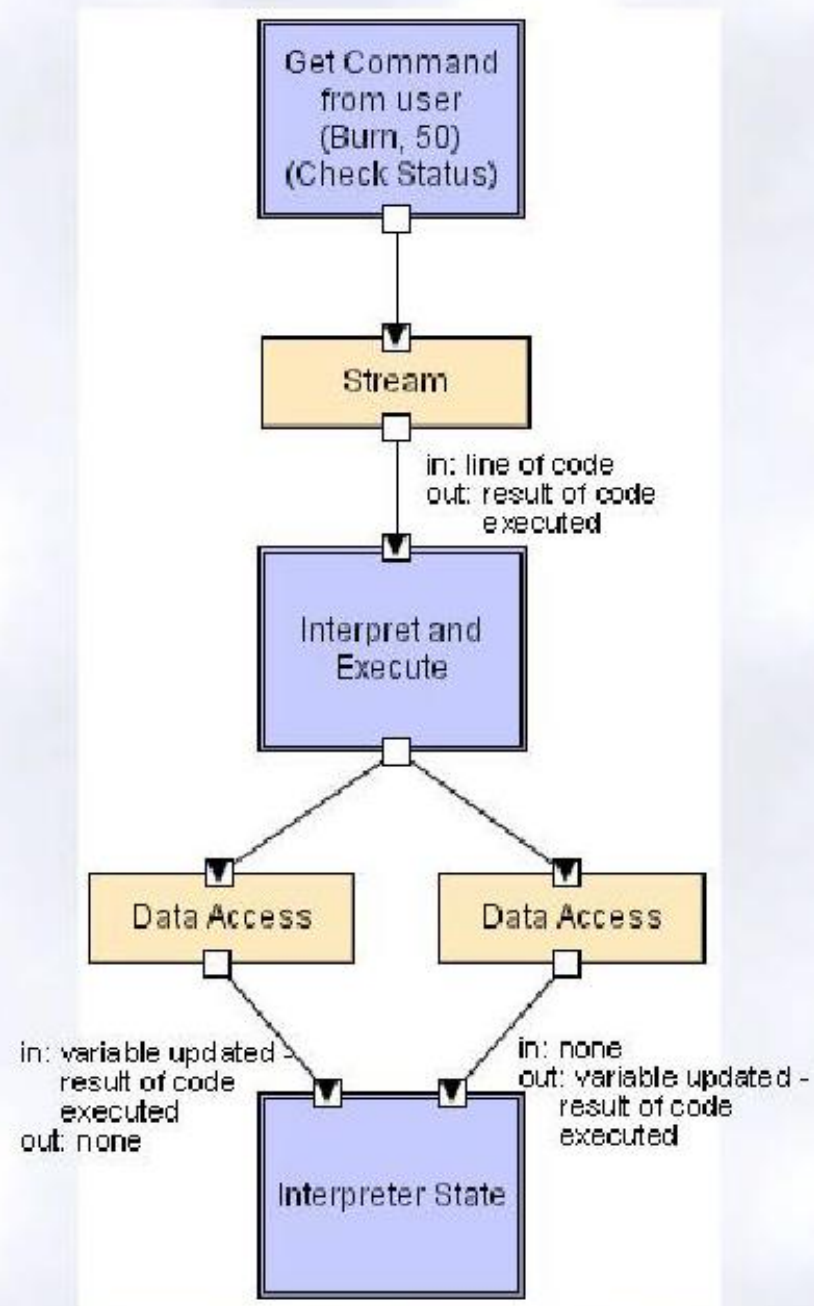 Get Command
from user
(Burn, 50)
(Check Status)
Stream
in: line of code
out: result of code
executed
Interpret and
Execute
Data Access
Data Access
in: variable updated -
result of code
executed
out: none
in: none
out: variable updated -
result of code
executed
Interpreter State